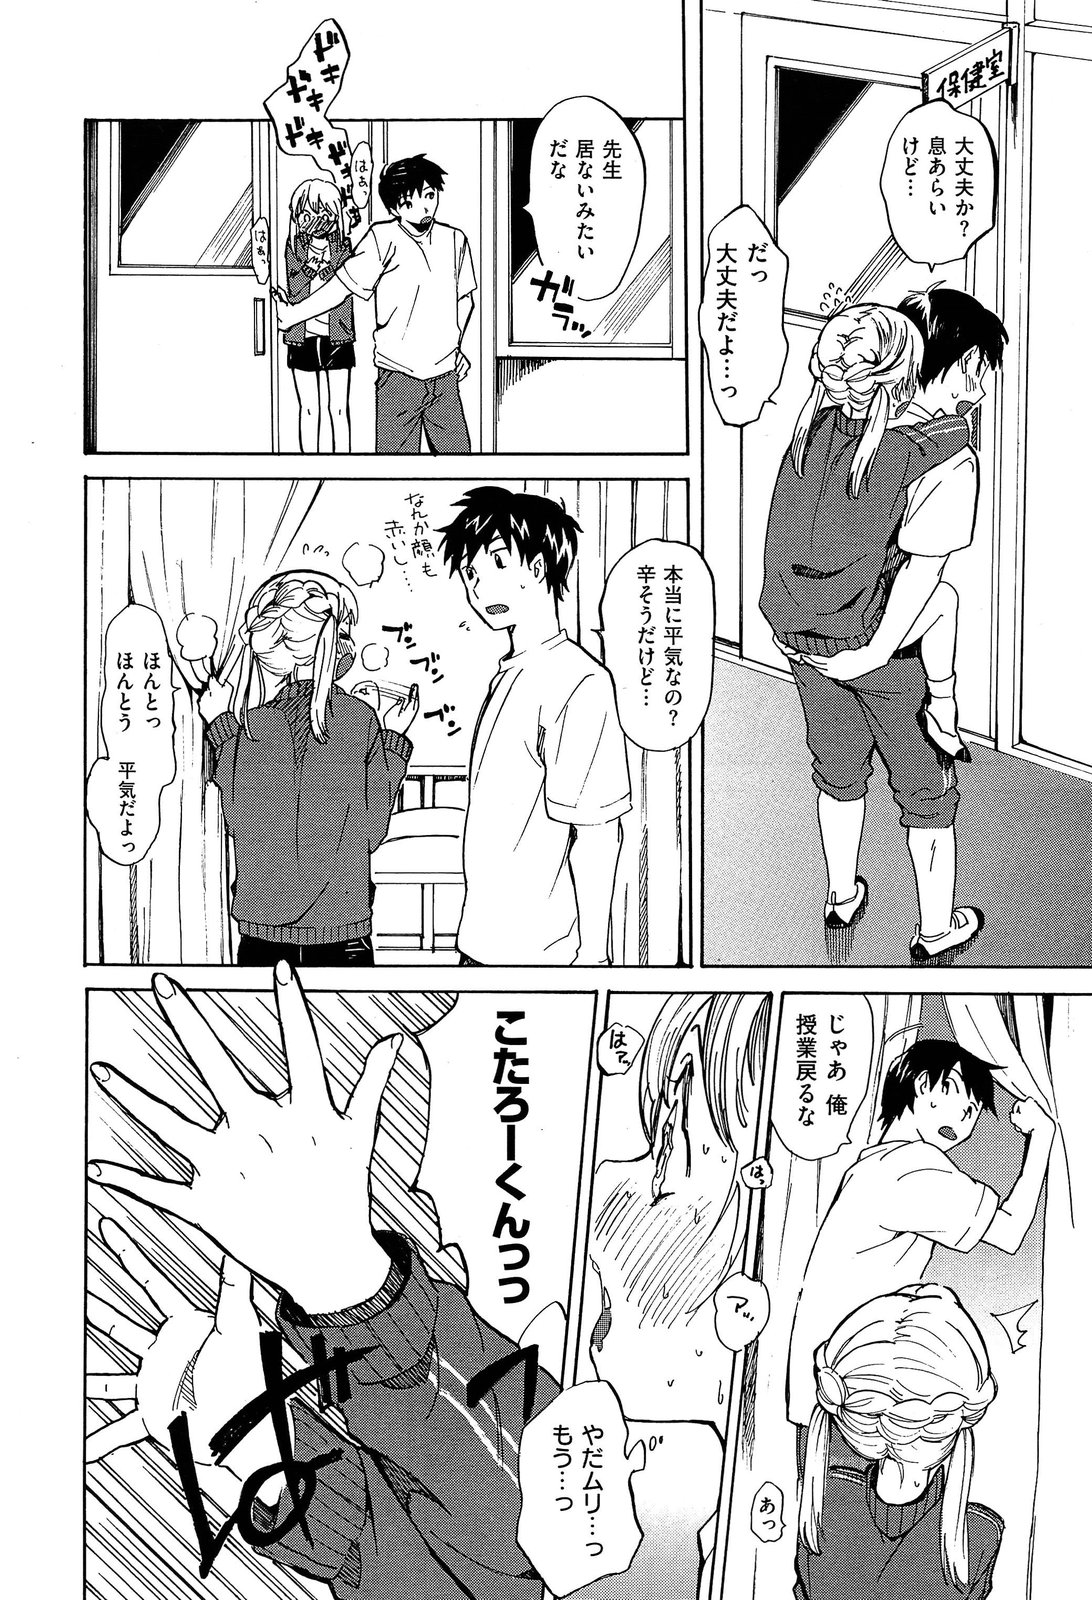 保健室
大丈夫か?
息あらい
けど…
だっ
大丈夫だよ…っ
先生
居ないみたい
だな
ガラッ
ドキ
ドキ
ドキ
はぁっ
はぁっ
本当に平気なの?
辛そうだけど…
なんか顔も
赤いし…
ブン
ブン
ブン
ほんとっ
ほんとう 平気だよっ
じゃあ 俺
授業戻るな
あっ
はァっ
はっ
アッ
やだムリ…っ
もう…っ
こたろーくんっっ
ばっ